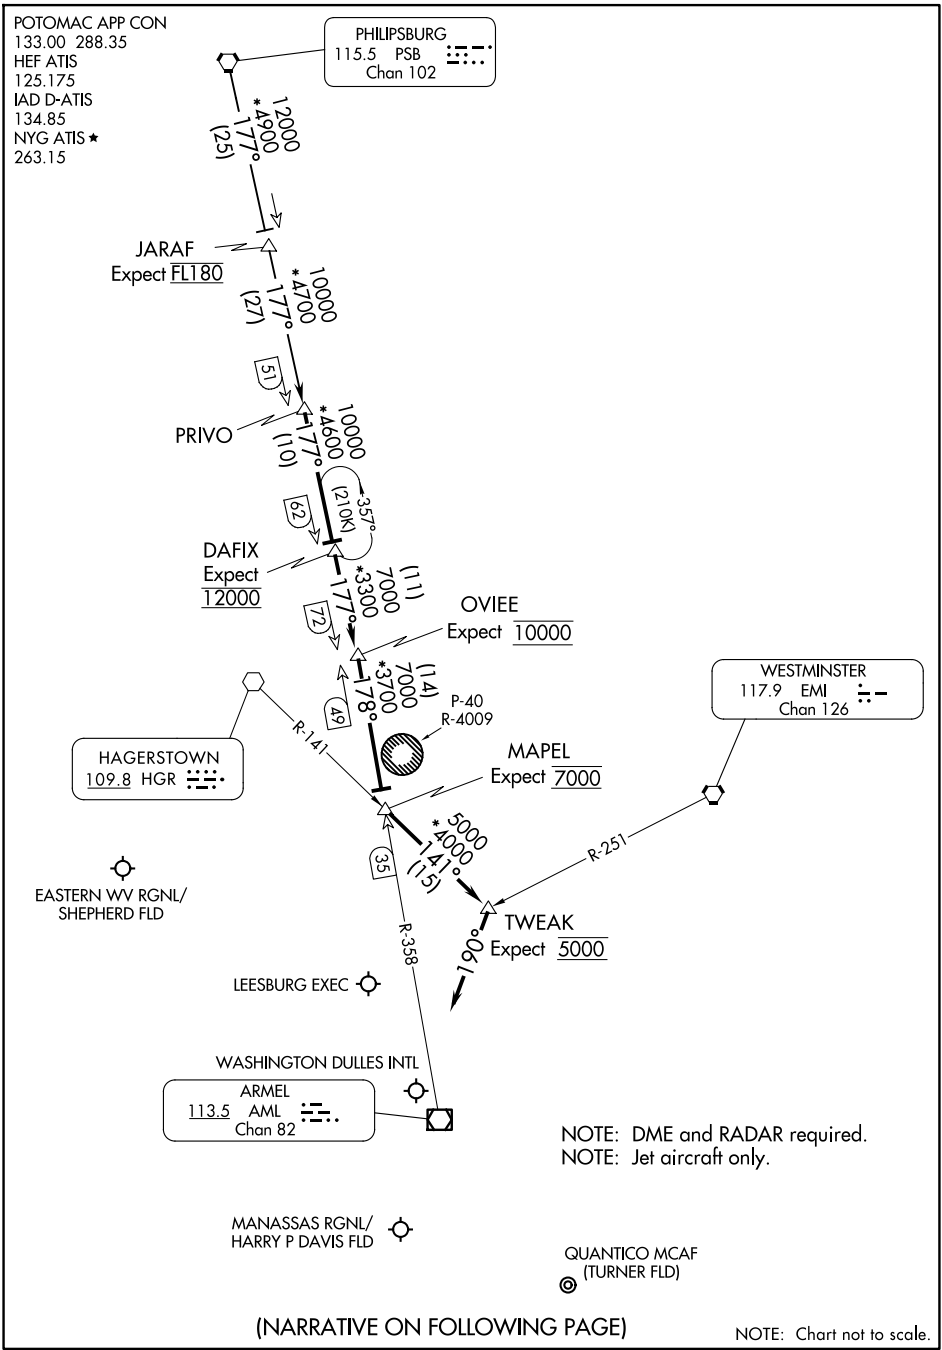 POTOMAC APP CON
133.00 288.35
HEF ATIS
125.175
IAD D-ATIS
134.85
NYG ATIS ★
263.15
PHILIPSBURG
115.5 PSB
Chan 102
12000
*4900
177°
(25)
JARAF
Expect FL180
10000
*4700
177°
(27)
51
PRIVO
10000
*4600
177°
(10)
62
(210K)
357°
DAFIX
Expect
12000
(11)
7000
*3300
177°
72
OVIEE
Expect 10000
(14)
7000
*3700
178°
49
P-40
R-4009
WESTMINSTER
117.9 EMI
Chan 126
HAGERSTOWN
109.8 HGR
R-141
MAPEL
Expect 7000
5000
*4000
141°
(15)
R-251
35
EASTERN WV RGNL/
SHEPHERD FLD
TWEAK
Expect 5000
190°
R-358
LEESBURG EXEC
WASHINGTON DULLES INTL
ARMEL
113.5 AML
Chan 82
NOTE: DME and RADAR required.
NOTE: Jet aircraft only.
MANASSAS RGNL/
HARRY P DAVIS FLD
QUANTICO MCAF
(TURNER FLD)
(NARRATIVE ON FOLLOWING PAGE)
NOTE: Chart not to scale.